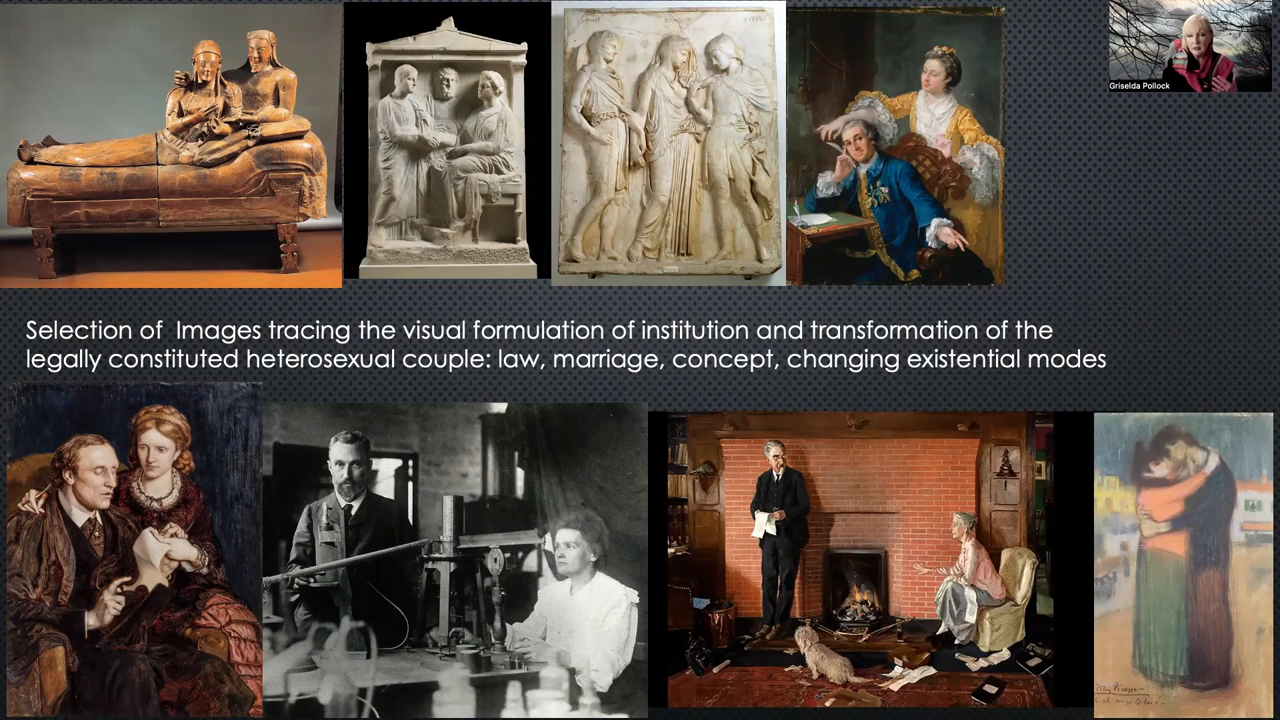 Griselda Pollock
Selection of  Images tracing the visual formulation of institution and transformation of the
legally constituted heterosexual couple: law, marriage, concept, changing existential modes